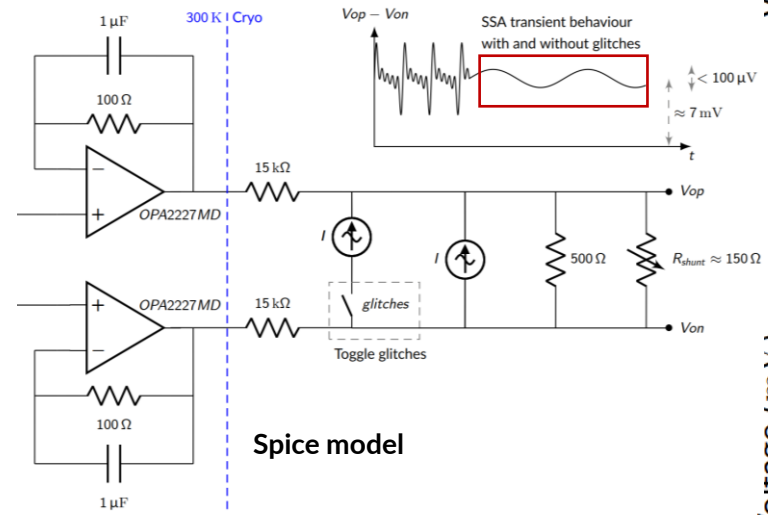 1 μF
300 K
Cryo
Vop − Von
SSA transient behaviour
with and without glitches
< 100 μV
≈ 7 mV
t
100 Ω
−
+
OPA2227MD
15 kΩ
Vop
I
I
500 Ω
R_shunt ≈ 150 Ω
glitches
Toggle glitches
OPA2227MD
15 kΩ
+
−
Von
100 Ω
Spice model
1 μF